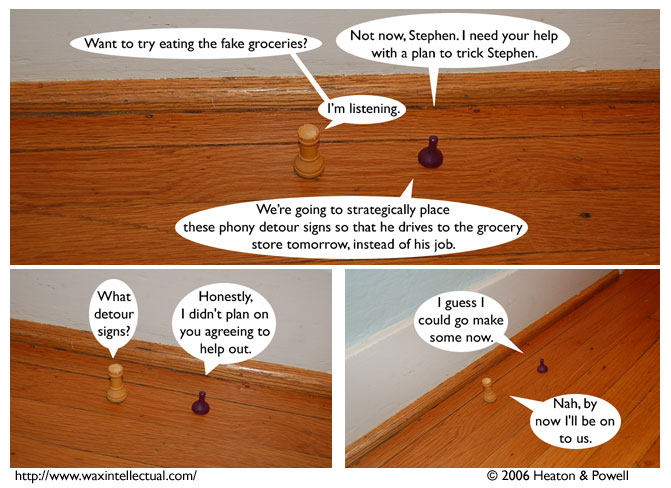 Want to try eating the fake groceries?
Not now, Stephen. I need your help
with a plan to trick Stephen.
I'm listening.
We're going to strategically place
these phony detour signs so that he drives to the grocery
store tomorrow, instead of his job.
What
detour
signs?
Honestly,
I didn't plan on
you agreeing to
help out.
I guess I
could go make
some now.
Nah, by
now I'll be on
to us.
http://www.waxintellectual.com/
© 2006 Heaton & Powell